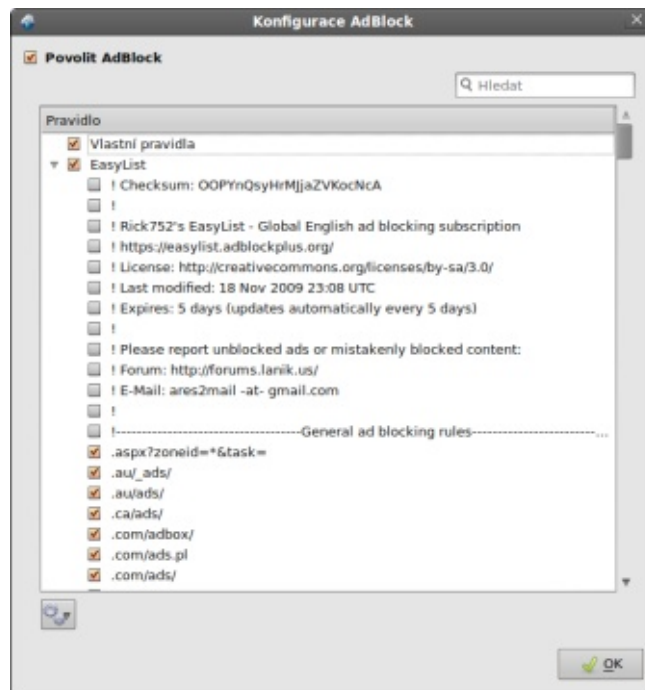 Konfigurace AdBlock
Povolit AdBlock
Hledat
Pravidlo
Vlastní pravidla
EasyList
! Checksum: OOPYnQsyHrMJjaZVKocNcA
!
! Rick752's EasyList - Global English ad blocking subscription
! https://easylist.adblockplus.org/
! License: http://creativecommons.org/licenses/by-sa/3.0/
! Last modified: 18 Nov 2009 23:08 UTC
! Expires: 5 days (updates automatically every 5 days)
!
! Please report unblocked ads or mistakenly blocked content:
! Forum: http://forums.lanik.us/
! E-Mail: ares2mail -at- gmail.com
!
!-----------------------------------General ad blocking rules------------------------...
.aspx?zoneid=*&task=
.au/_ads/
.au/ads/
.ca/ads/
.com/adbox/
.com/ads.pl
.com/ads/
OK